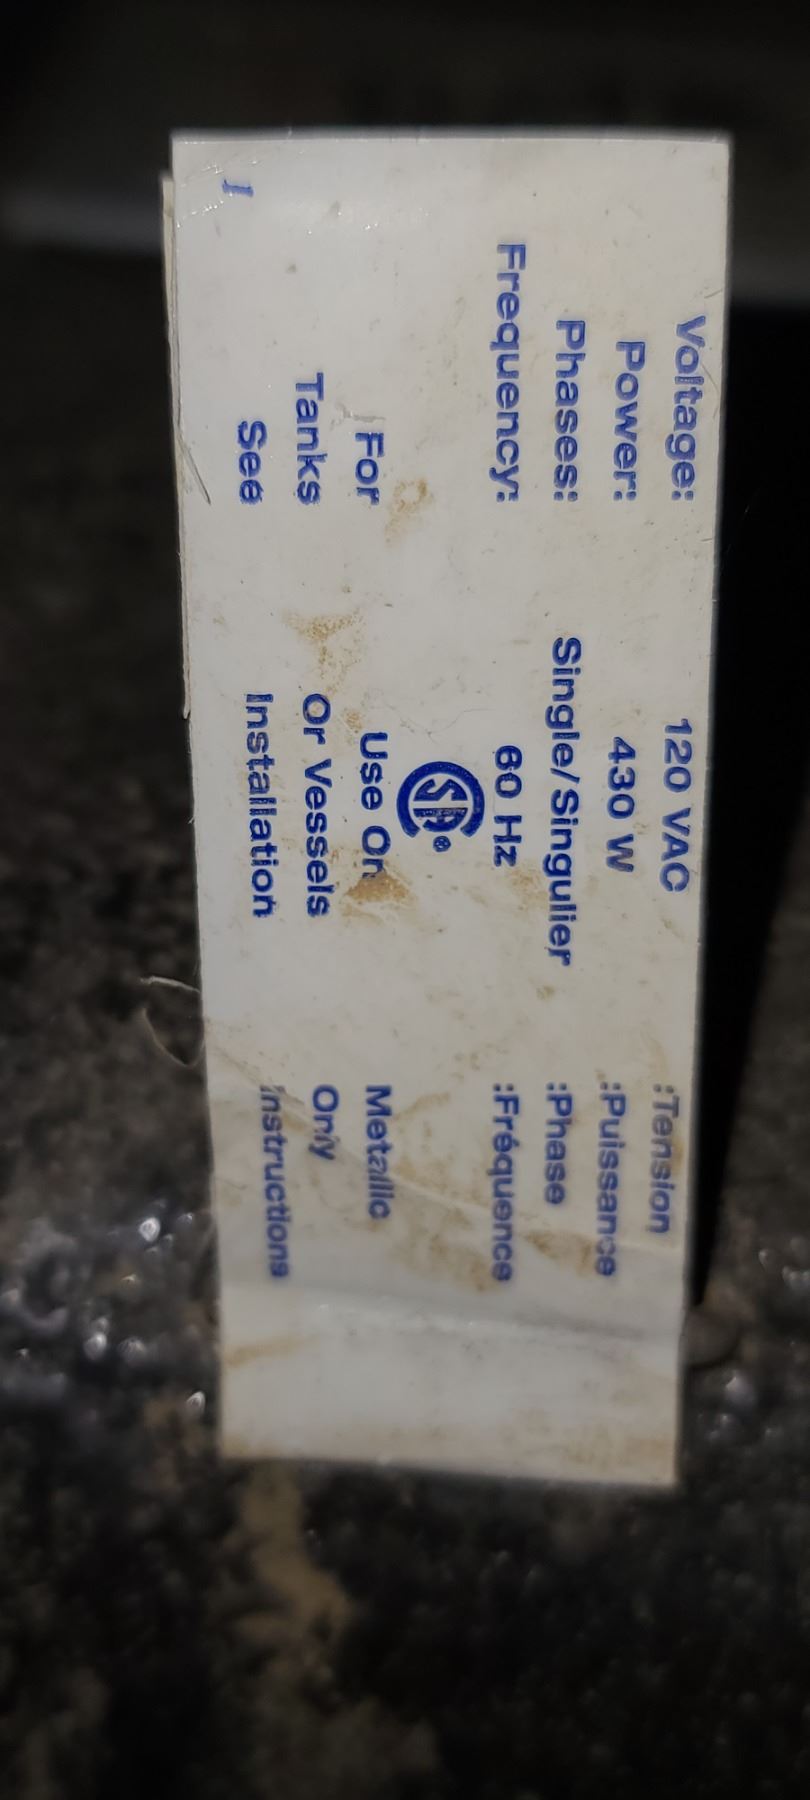 Voltage: 120 VAC :Tension
Power: 430 W :Puissance
Phases: Single/Singulier :Phase
Frequency: 60 Hz :Fréquence
SA®
For Use On Metallic
Tanks Or Vessels Only
See Installation Instructions